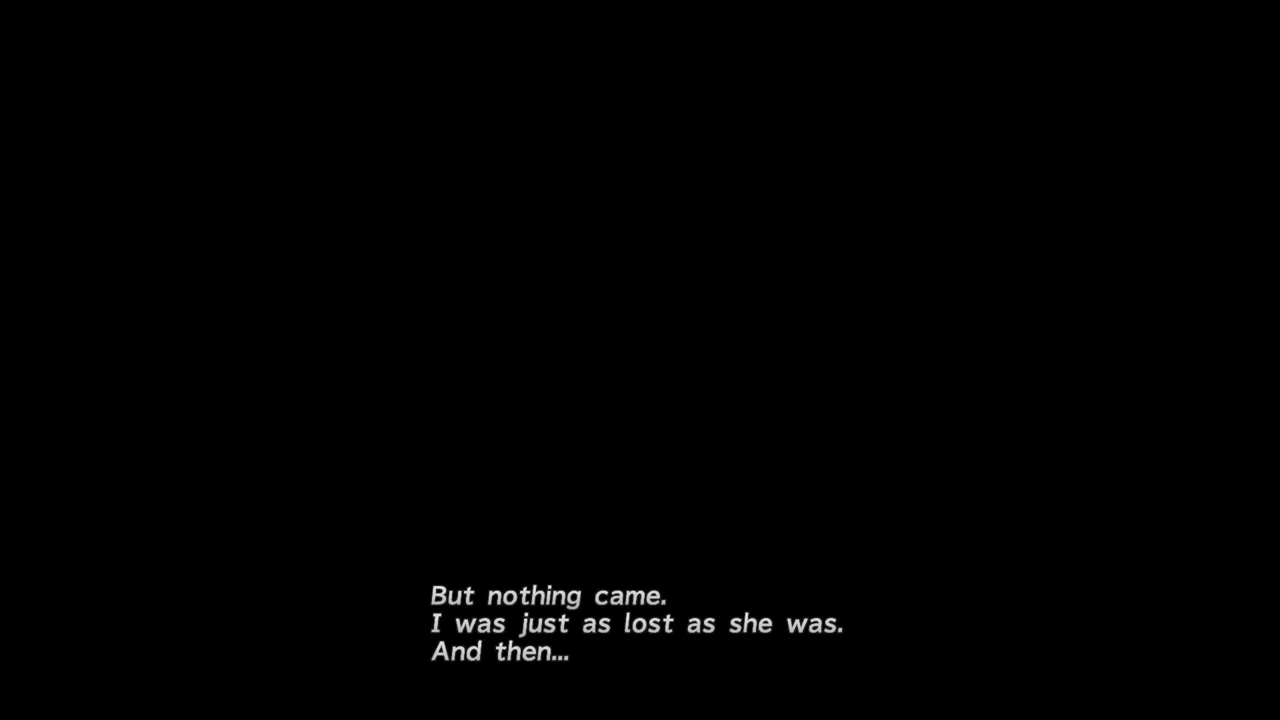 But nothing came.
I was just as lost as she was.
And then…